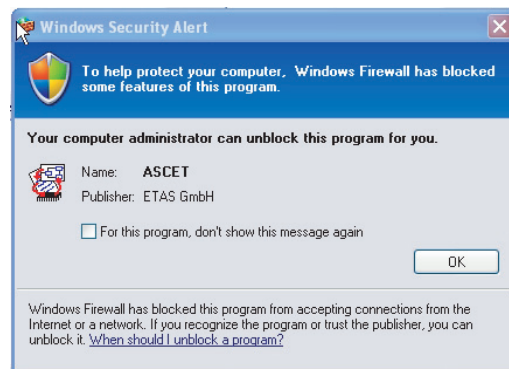 Windows Security Alert
To help protect your computer, Windows Firewall has blocked
some features of this program.
Your computer administrator can unblock this program for you.
Name: ASCET
Publisher: ETAS GmbH
For this program, don't show this message again
OK
Windows Firewall has blocked this program from accepting connections from the
Internet or a network. If you recognize the program or trust the publisher, you can
unblock it. When should I unblock a program?